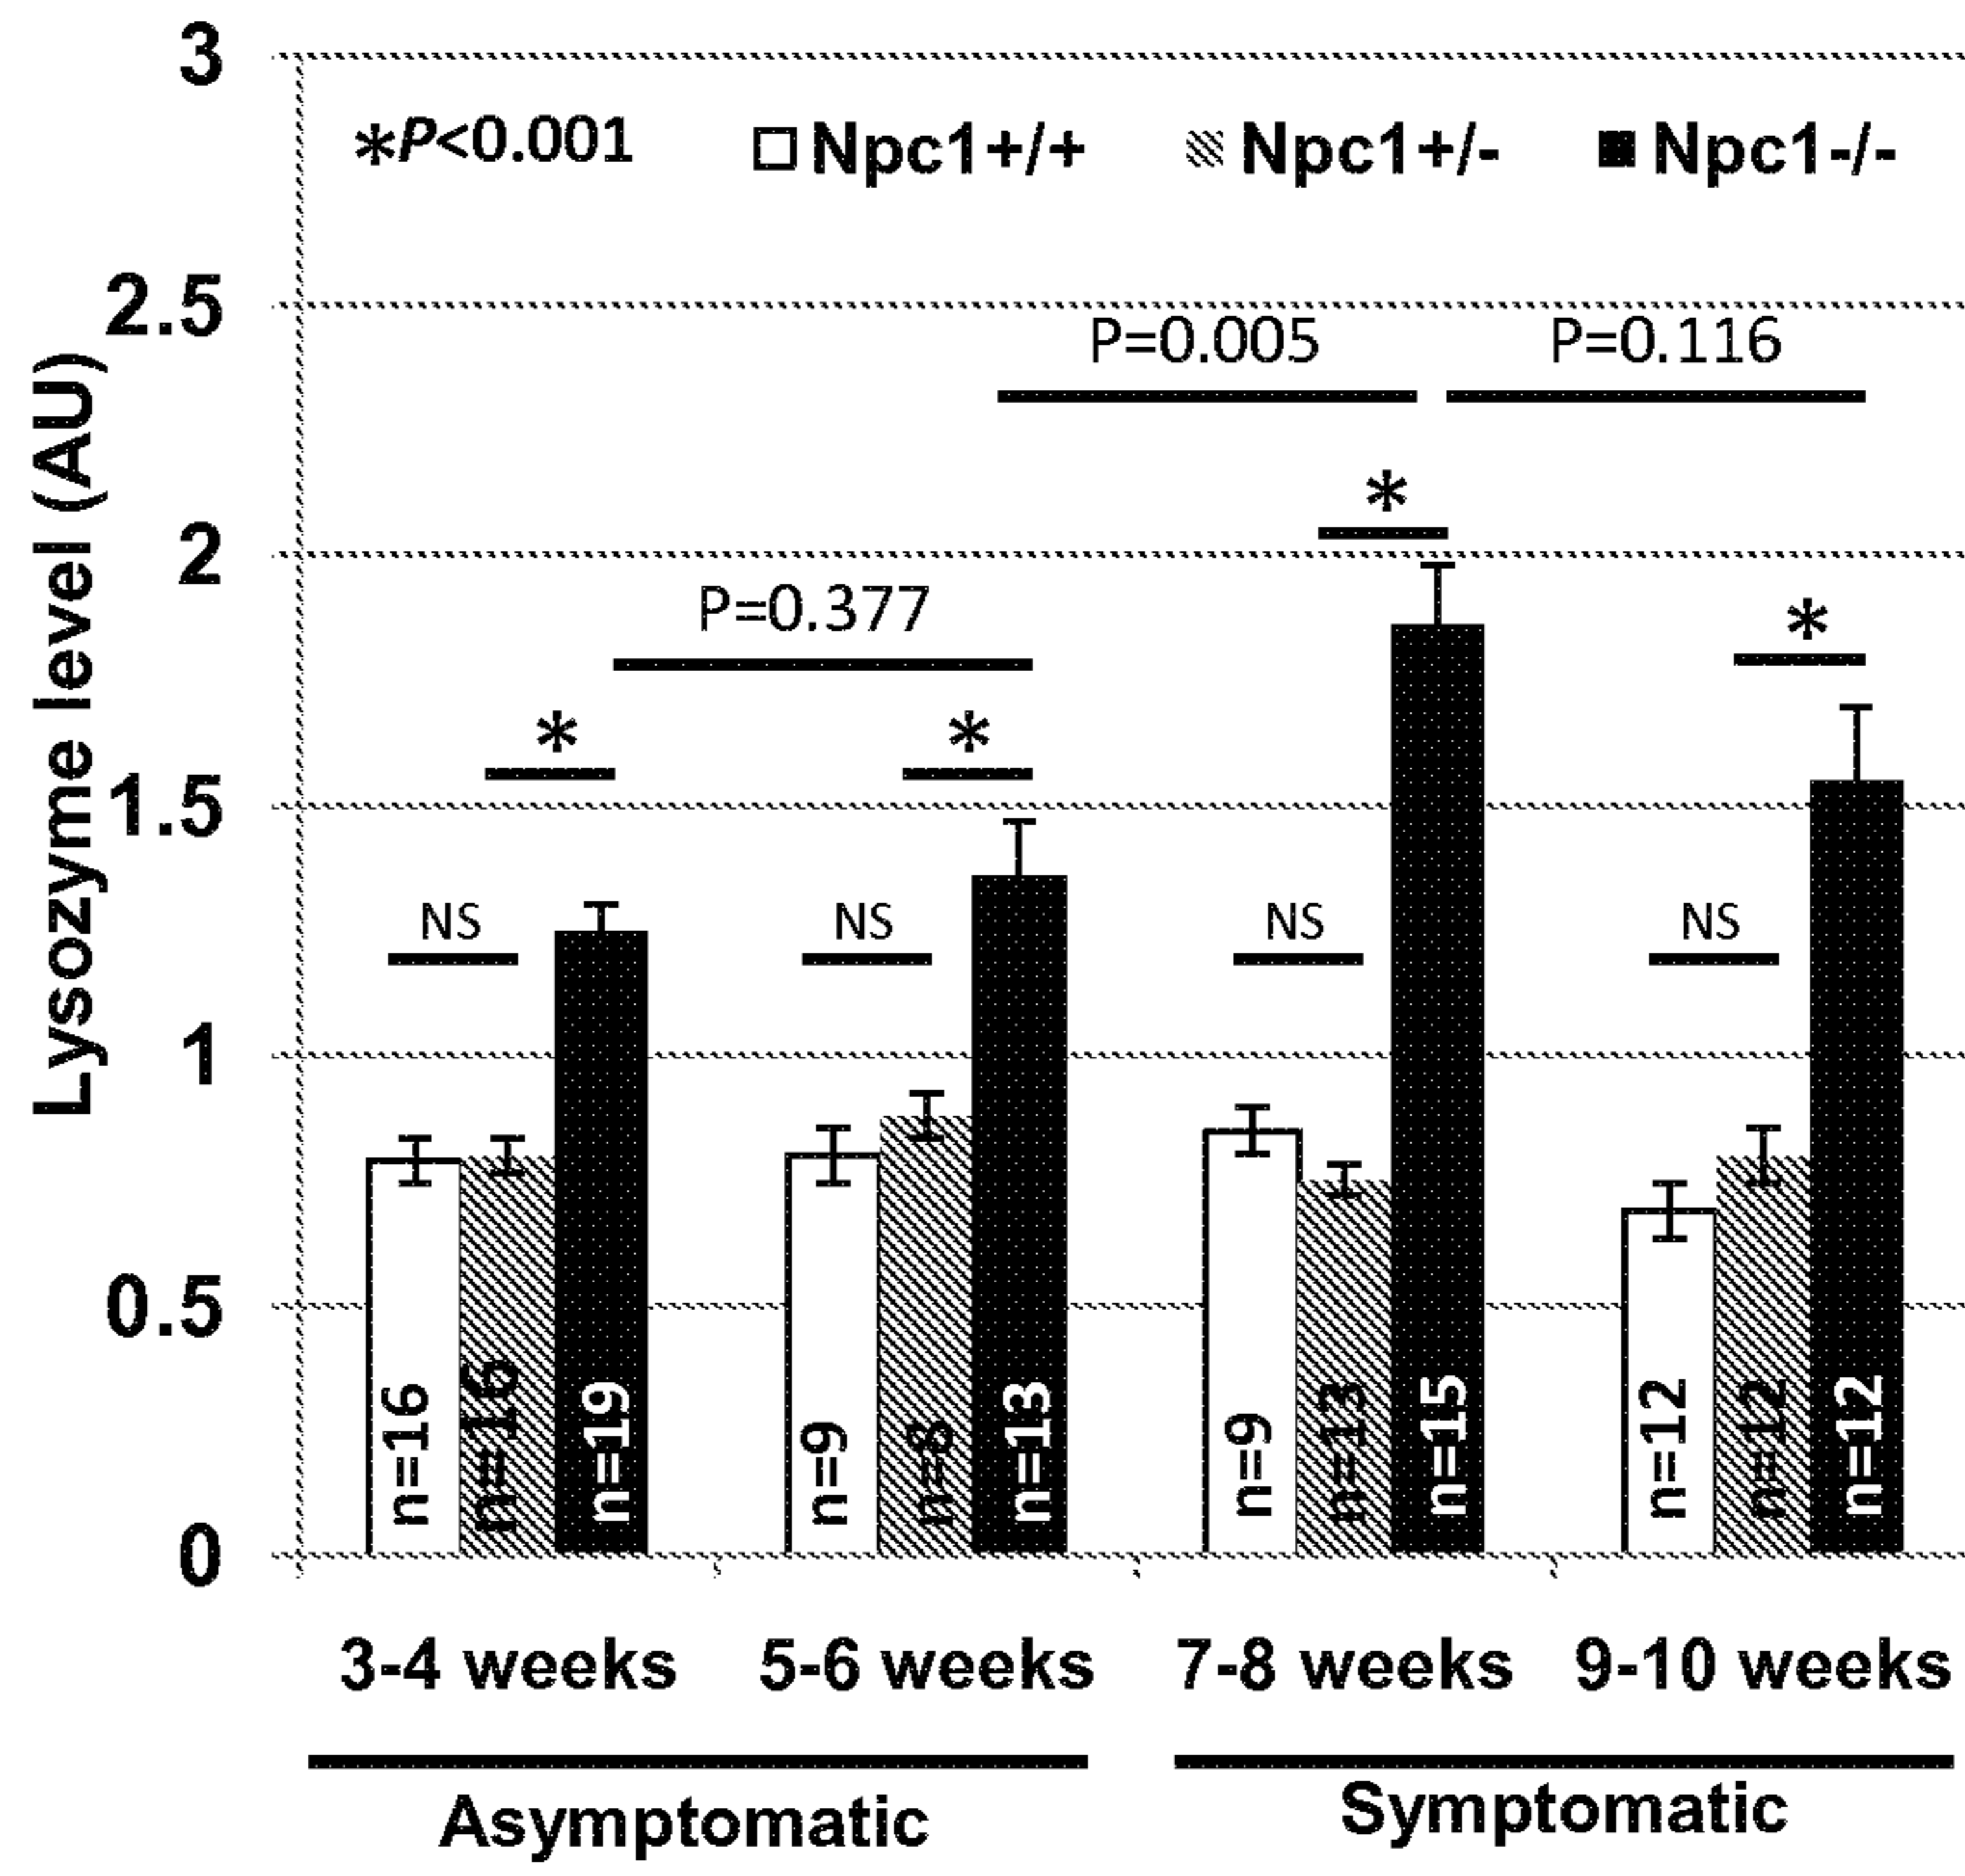 3
*P<0.001 Npc1+/+ Npc1+/- Npc1-/-
2.5
P=0.005 P=0.116
*
2
P=0.377
*
* *
1.5
NS NS NS NS
1
0.5
n=16 n=16 n=19 n=9 n=8 n=13 n=9 n=13 n=15 n=12 n=12 n=12
0
Lysozyme level (AU)
3-4 weeks 5-6 weeks 7-8 weeks 9-10 weeks
Asymptomatic Symptomatic